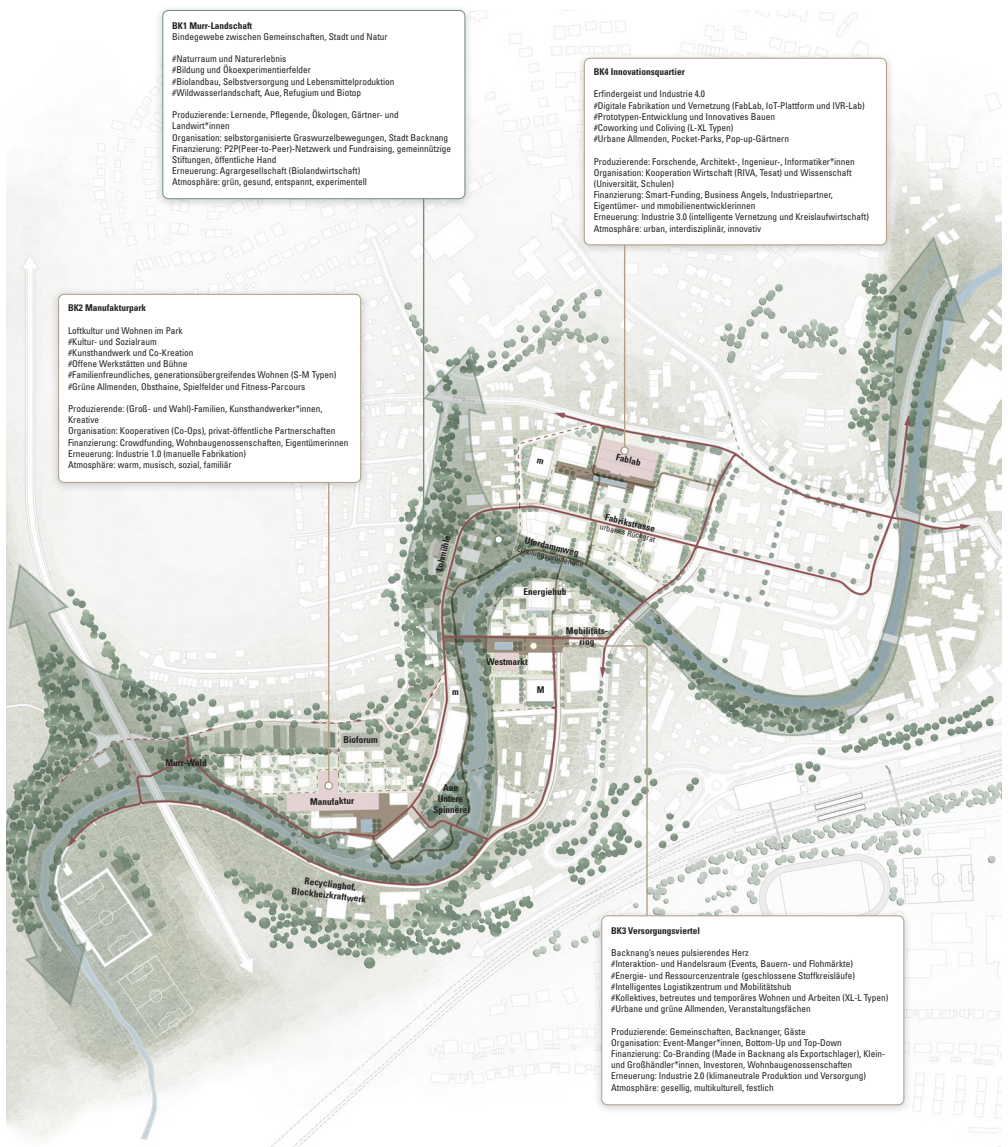 BK1 Murr-Landschaft
Bindegewebe zwischen Gemeinschaften, Stadt und Natur
#Naturraum und Naturerlebnis
#Bildung und Ökoexperimentierfelder
#Biolandbau, Selbstversorgung und Lebensmittelproduktion
#Wildwasserlandschaft, Aue, Refugium und Biotop
Produzierende: Lernende, Pflegende, Ökologen, Gärtner- und
Landwirt*innen
Organisation: selbstorganisierte Graswurzelbewegungen, Stadt Backnang
Finanzierung: P2P(Peer-to-Peer)-Netzwerk und Fundraising, gemeinnützige
Stiftungen, öffentliche Hand
Erneuerung: Agrargesellschaft (Biolandwirtschaft)
Atmosphäre: grün, gesund, entspannt, experimentell
BK4 Innovationsquartier
Erfindergeist und Industrie 4.0
#Digitale Fabrikation und Vernetzung (FabLab, IoT-Plattform und IVR-Lab)
#Prototypen-Entwicklung und Innovatives Bauen
#Coworking und Coliving (L-XL Typen)
#Urbane Allmenden, Pocket-Parks, Pop-up-Gärtnern
Produzierende: Forschende, Architekt-, Ingenieur-, Informatiker*innen
Organisation: Kooperation Wirtschaft (RIVA, Tesat) und Wissenschaft
(Universität, Schulen)
Finanzierung: Smart-Funding, Business Angels, Industriepartner,
Eigentümer- und mmobilienentwicklerinnen
Erneuerung: Industrie 3.0 (intelligente Vernetzung und Kreislaufwirtschaft)
Atmosphäre: urban, interdisziplinär, innovativ
BK2 Manufakturpark
Loftkultur und Wohnen im Park
#Kultur- und Sozialraum
#Kunsthandwerk und Co-Kreation
#Offene Werkstätten und Bühne
#Familienfreundliches, generationsübergreifendes Wohnen (S-M Typen)
#Grüne Allmenden, Obsthaine, Spielfelder und Fitness-Parcours
Produzierende: (Groß- und Wahl)-Familien, Kunsthandwerker*innen,
Kreative
Organisation: Kooperativen (Co-Ops), privat-öffentliche Partnerschaften
Finanzierung: Crowdfunding, Wohnbaugenossenschaften, Eigentümerinnen
Erneuerung: Industrie 1.0 (manuelle Fabrikation)
Atmosphäre: warm, musisch, sozial, familiär
m
Fablab
Fabrikstrasse
urbanes Rückgrat
Lohmühle
Uferdammweg
Energiehub
Mobilitäts-
ring
Westmarkt
m
M
Bioforum
Murr-Wald
Manufaktur
Aue
Untere
Spinnerei
Recyclinghof,
Blockheizkraftwerk
BK3 Versorgungsviertel
Backnang's neues pulsierendes Herz
#Interaktion- und Handelsraum (Events, Bauern- und Flohmärkte)
#Energie- und Ressourcenzentrale (geschlossene Stoffkreisläufe)
#Intelligentes Logistikzentrum und Mobilitätshub
#Kollektives, betreutes und temporäres Wohnen und Arbeiten (XL-L Typen)
#Urbane und grüne Allmenden, Veranstaltungsfächen
Produzierende: Gemeinschaften, Backnanger, Gäste
Organisation: Event-Manger*innen, Bottom-Up und Top-Down
Finanzierung: Co-Branding (Made in Backnang als Exportschlager), Klein-
und Großhändler*innen, Investoren, Wohnbaugenossenschaften
Erneuerung: Industrie 2.0 (klimaneutrale Produktion und Versorgung)
Atmosphäre: gesellig, multikulturell, festlich